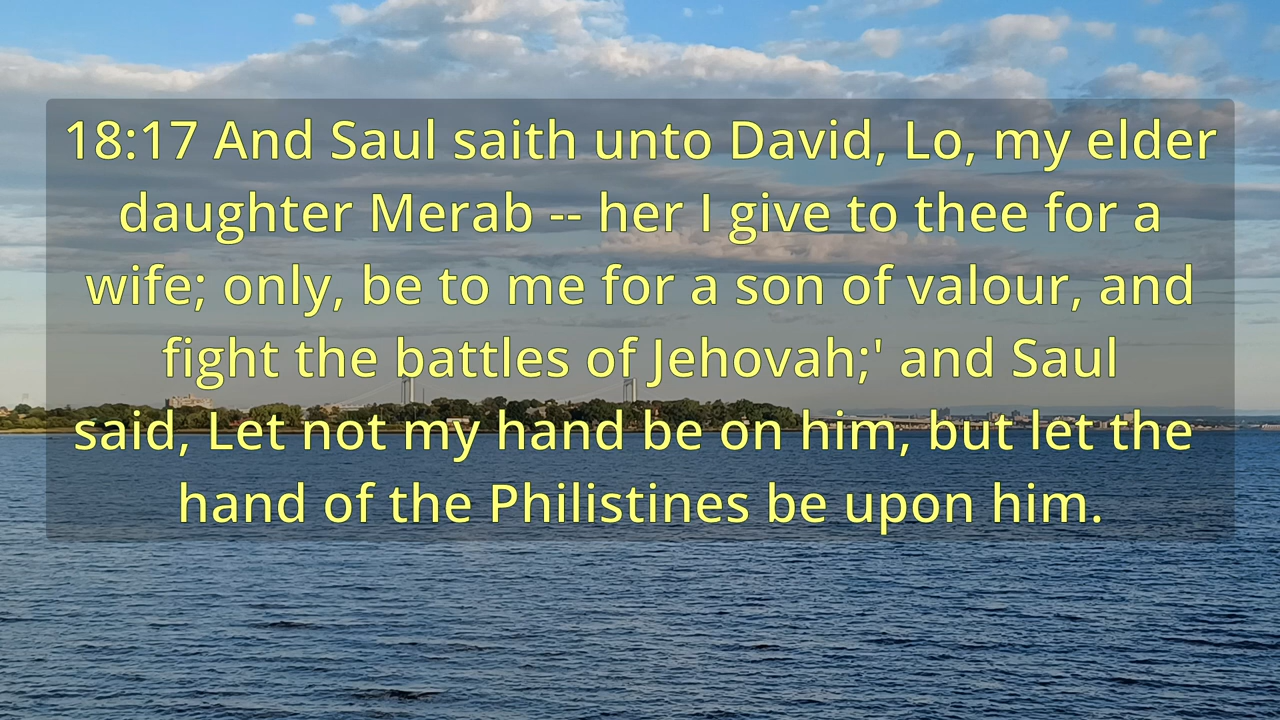 18:17 And Saul saith unto David, Lo, my elder
daughter Merab -- her I give to thee for a
wife; only, be to me for a son of valour, and
fight the battles of Jehovah;' and Saul
said, Let not my hand be on him, but let the
hand of the Philistines be upon him.